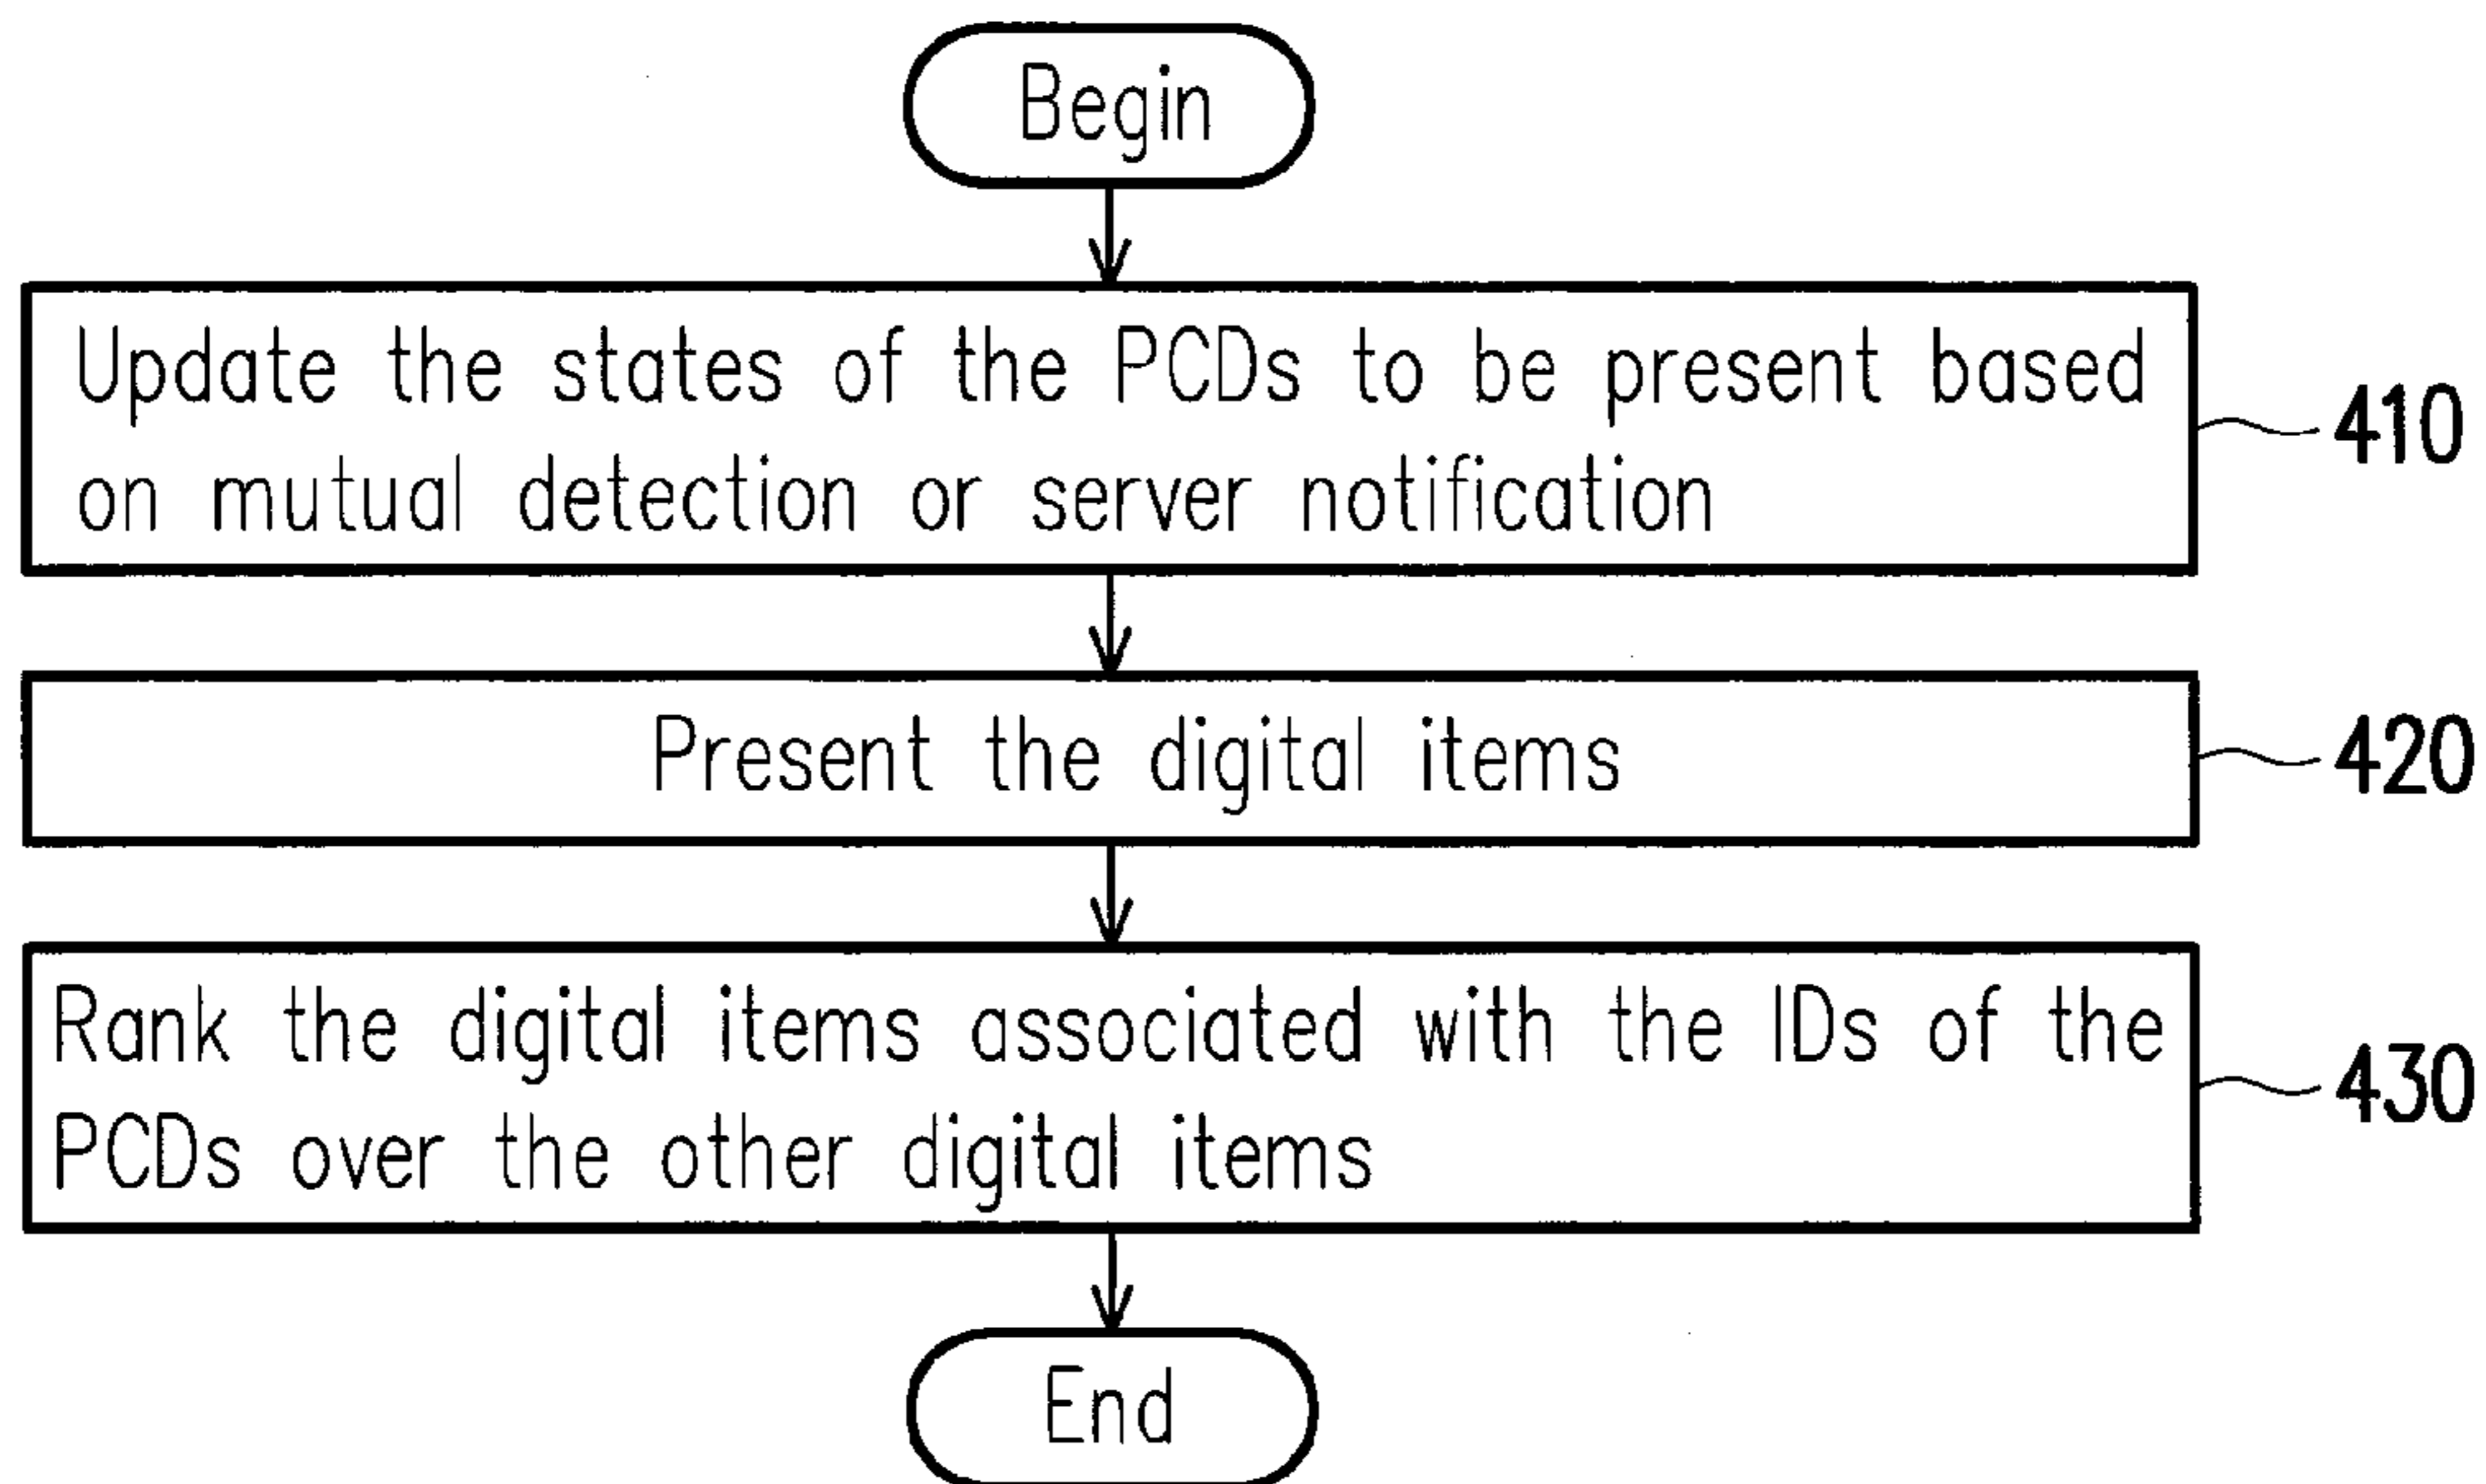 Begin
Update the states of the PCDs to be present based
on mutual detection or server notification
410
Present the digital items
420
Rank the digital items associated with the IDs of the
PCDs over the other digital items
430
End